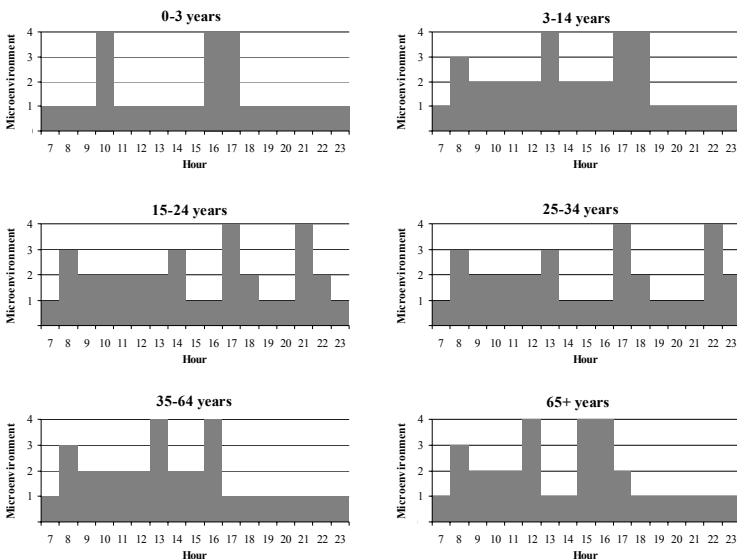 0-3 years
Microenvironment
4
3
2
1
7 8 9 10 11 12 13 14 15 16 17 18 19 20 21 22 23
Hour
3-14 years
Microenvironment
4
3
2
1
7 8 9 10 11 12 13 14 15 16 17 18 19 20 21 22 23
Hour
15-24 years
Microenvironment
4
3
2
1
7 8 9 10 11 12 13 14 15 16 17 18 19 20 21 22 23
Hour
25-34 years
Microenvironment
4
3
2
1
7 8 9 10 11 12 13 14 15 16 17 18 19 20 21 22 23
Hour
35-64 years
Microenvironment
4
3
2
1
7 8 9 10 11 12 13 14 15 16 17 18 19 20 21 22 23
Hour
65+ years
Microenvironment
4
3
2
1
7 8 9 10 11 12 13 14 15 16 17 18 19 20 21 22 23
Hour